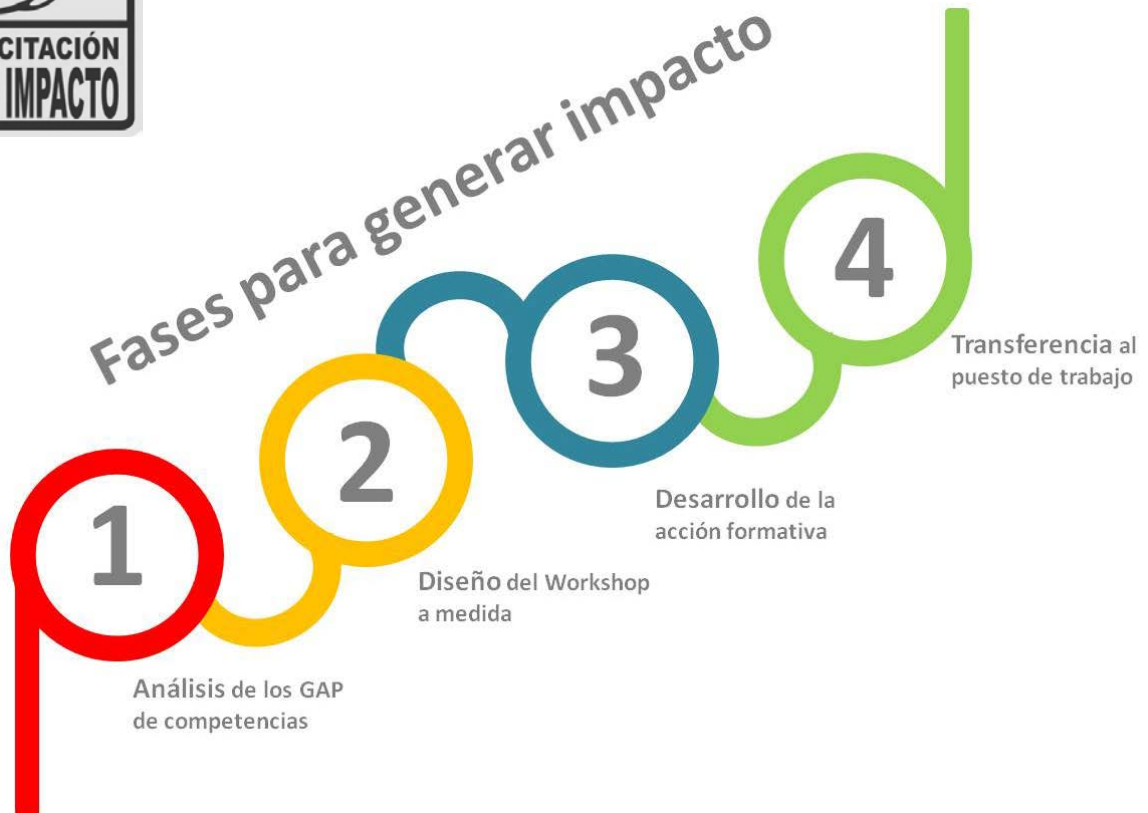 CITACIÓN
IMPACTO
Fases para generar impacto
1
2
3
4
Análisis de los GAP
de competencias
Diseño del Workshop
a medida
Desarrollo de la
acción formativa
Transferencia al
puesto de trabajo